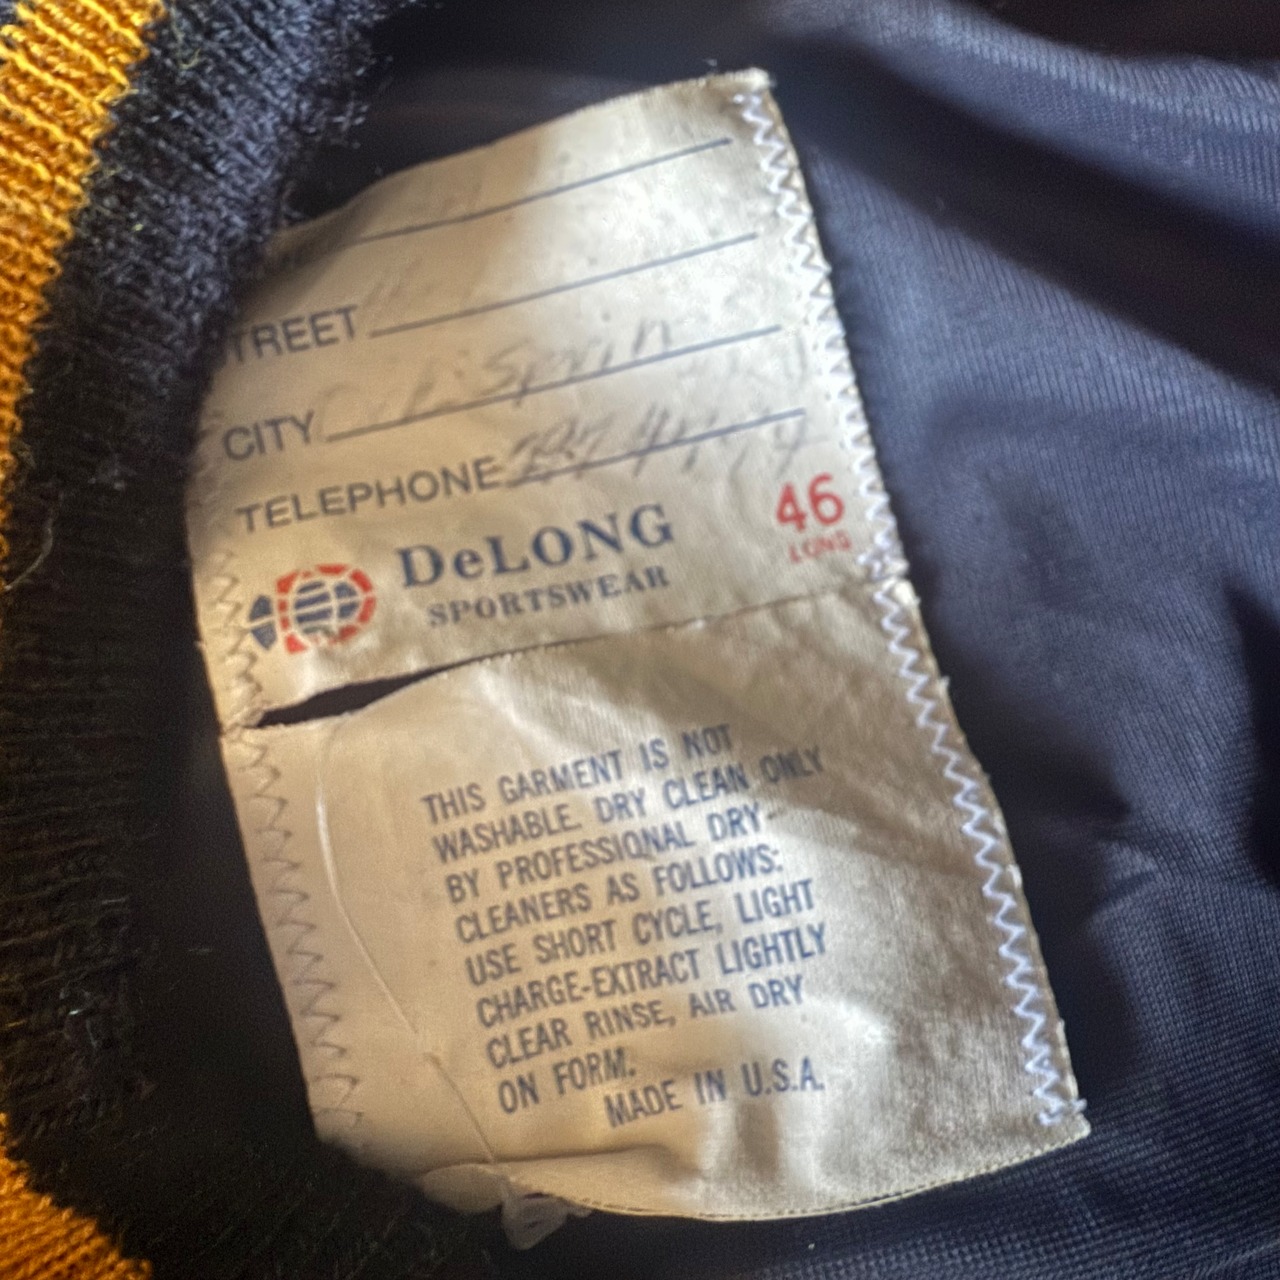 TREET
CITY
TELEPHONE
DeLONG
SPORTSWEAR
46
LONG
THIS GARMENT IS NOT
WASHABLE. DRY CLEAN ONLY
BY PROFESSIONAL DRY-
CLEANERS AS FOLLOWS:
USE SHORT CYCLE, LIGHT
CHARGE-EXTRACT LIGHTLY
CLEAR RINSE, AIR DRY
ON FORM.
MADE IN U.S.A.